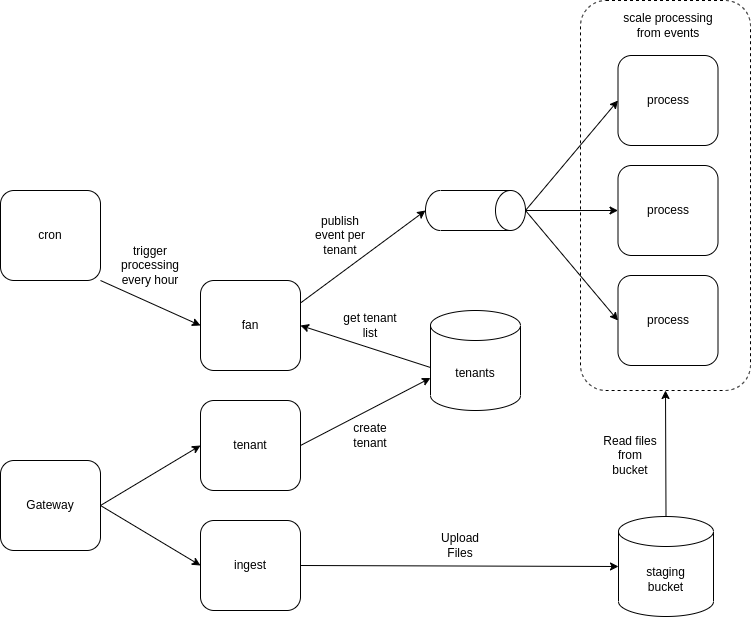 scale processing
from events
process
process
process
cron
trigger
processing
every hour
publish
event per
tenant
fan
get tenant
list
tenants
create
tenant
tenant
Gateway
ingest
Upload
Files
Read files
from
bucket
staging
bucket